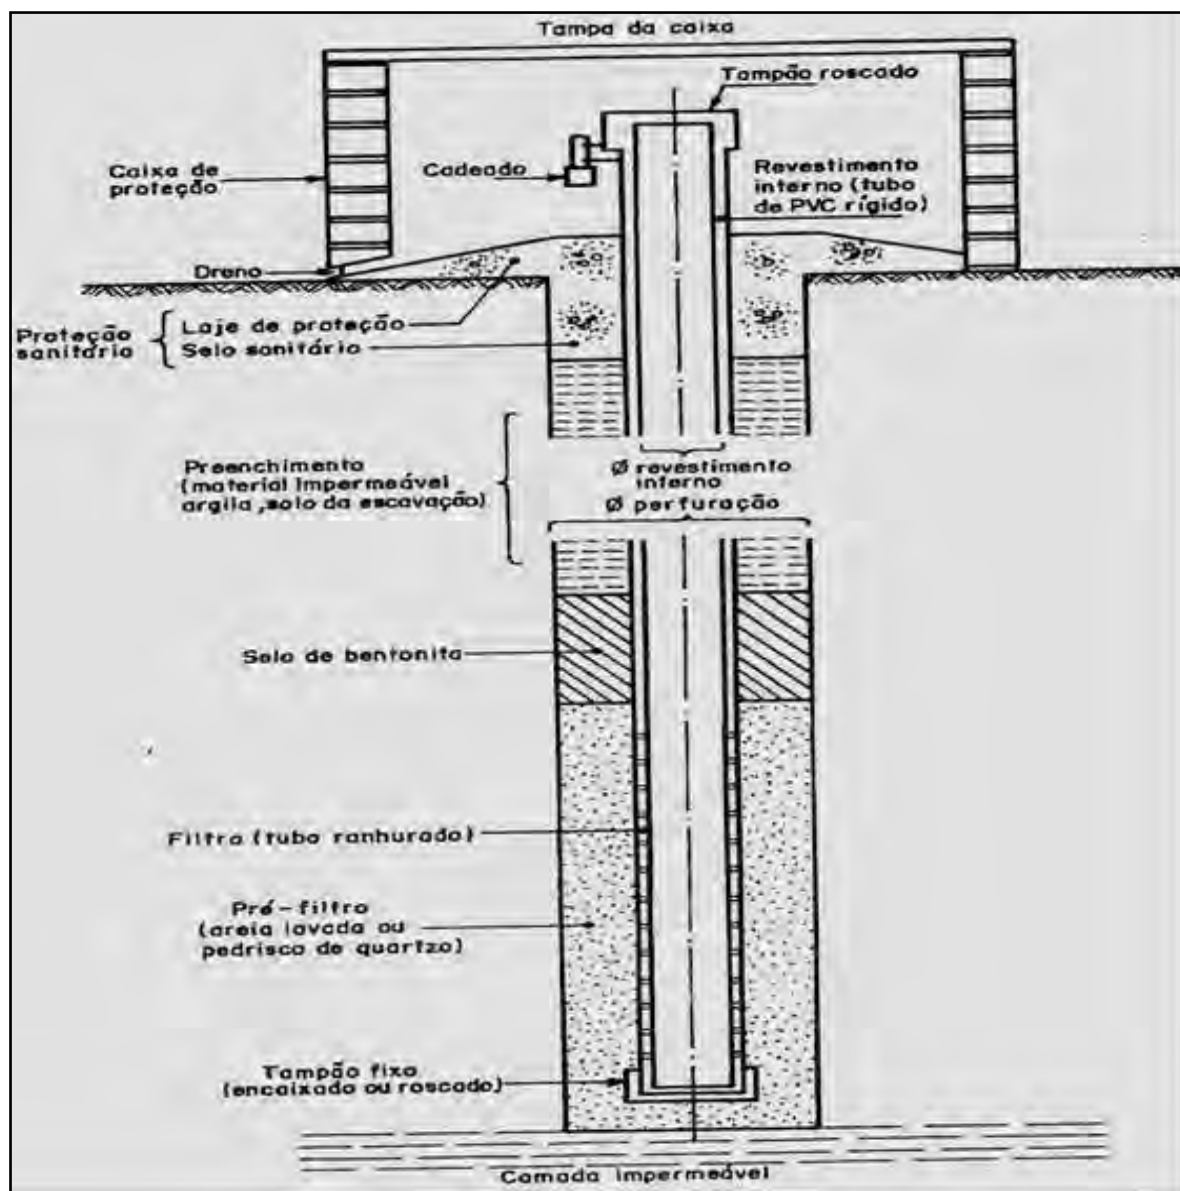 Tampa da caixa
Tampão roscado
Caixa de
proteção
Cadeado
Revestimento
interno (tubo
de PVC rígido)
Dreno
Proteção
sanitária
Laje de proteção
Selo sanitário
Preenchimento
(material impermeável
argila, solo da escavação)
Ø revestimento
interno
Ø perfuração
Selo de bentonita
Filtro (tubo ranhurado)
Pré-filtro
(areia lavada ou
pedrisco de quartzo)
Tampão fixo
(encaixado ou roscado)
Camada impermeável